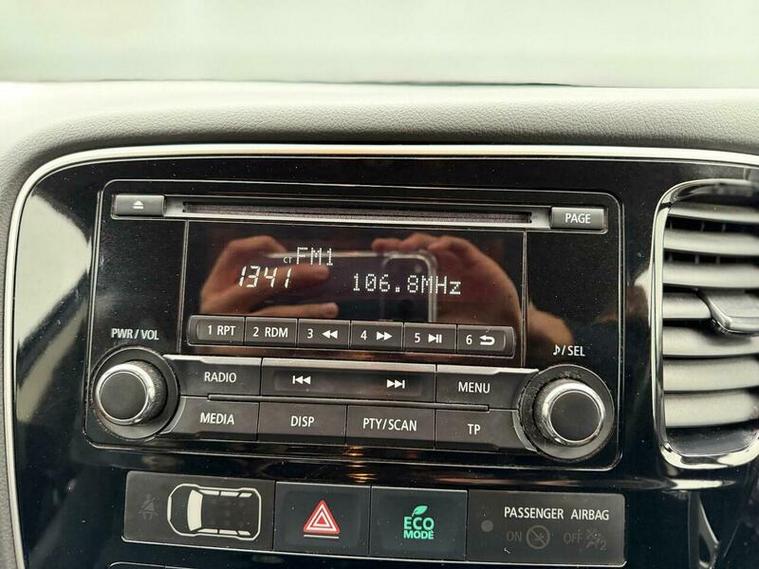 PAGE
CT FM1
1341 106.8MHz
1 RPT 2 RDM 3 4 5 6
PWR/VOL
♪/SEL
RADIO MENU
MEDIA DISP PTY/SCAN TP
PASSENGER AIRBAG
ECO
MODE
ON OFF